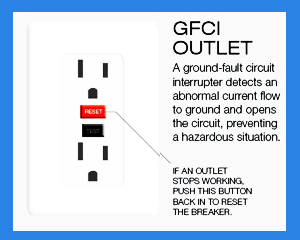 GFCI
OUTLET
A ground-fault circuit
interrupter detects an
abnormal current flow
to ground and opens
the circuit, preventing
a hazardous situation.
RESET
IF AN OUTLET
STOPS WORKING,
PUSH THIS BUTTON
BACK IN TO RESET
THE BREAKER.